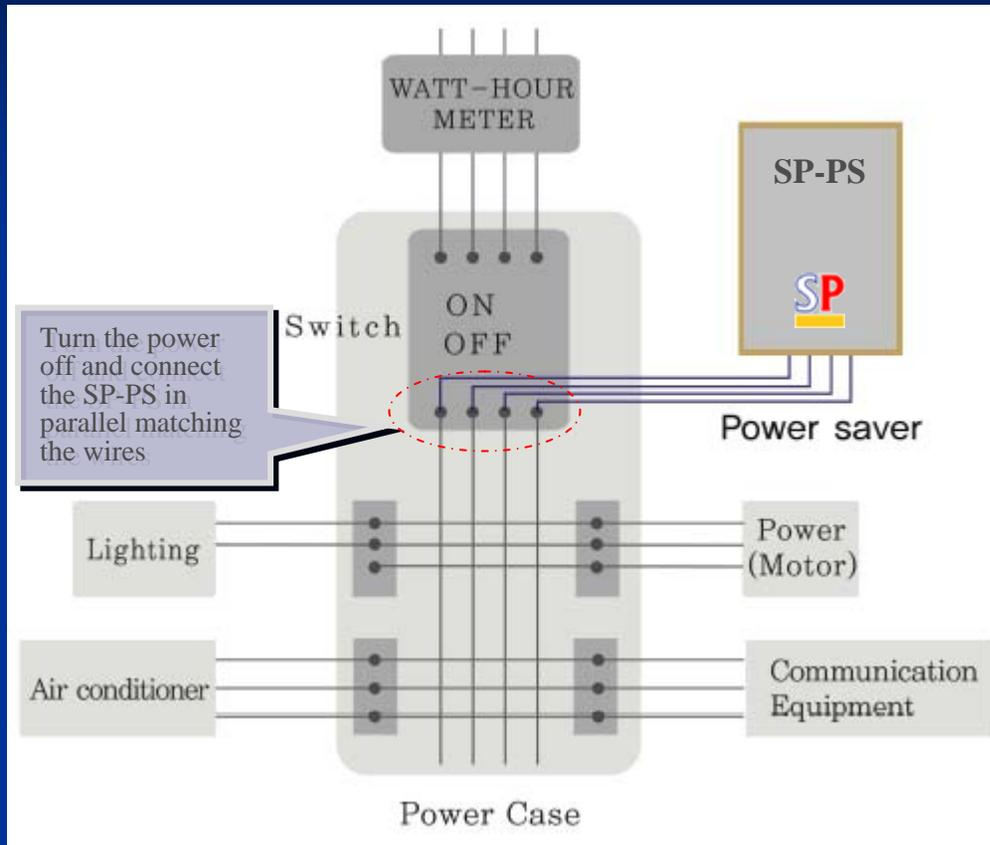 WATT-HOUR
METER
SP-PS
SP
Power saver
Switch
ON
OFF
Turn the power
off and connect
the SP-PS in
parallel matching
the wires
Lighting
Power
(Motor)
Air conditioner
Communication
Equipment
Power Case